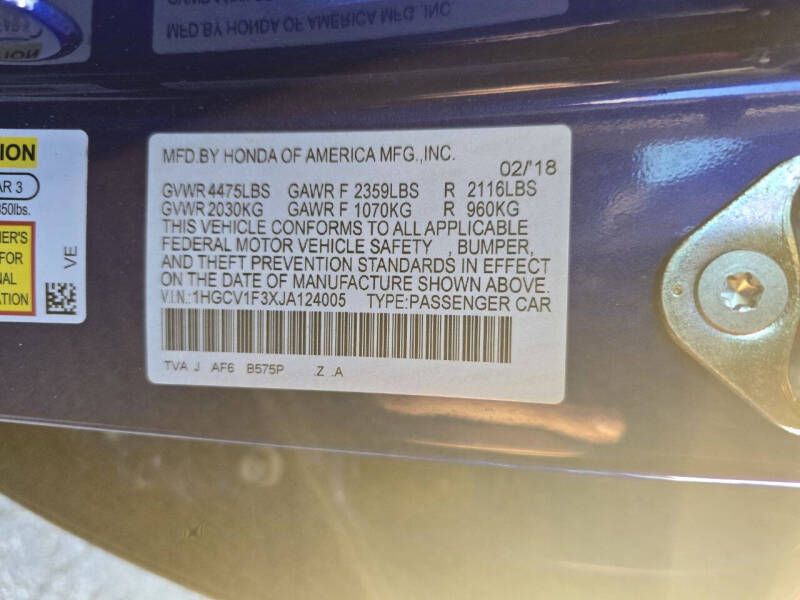 MFD.BY HONDA OF AMERICA MFG.,INC.
MFD.BY HONDA OF AMERICA MFG.,INC.
02/'18
GVWR 4475LBS GAWR F 2359LBS R 2116LBS
GVWR 2030KG GAWR F 1070KG R 960KG
THIS VEHICLE CONFORMS TO ALL APPLICABLE
FEDERAL MOTOR VEHICLE SAFETY , BUMPER,
AND THEFT PREVENTION STANDARDS IN EFFECT
ON THE DATE OF MANUFACTURE SHOWN ABOVE.
V.I.N.:1HGCV1F3XJA124005 TYPE:PASSENGER CAR
TVA J AF6 B575P .Z .A
ION
AR 3
850lbs.
NER'S
FOR
NAL
ATION
VE